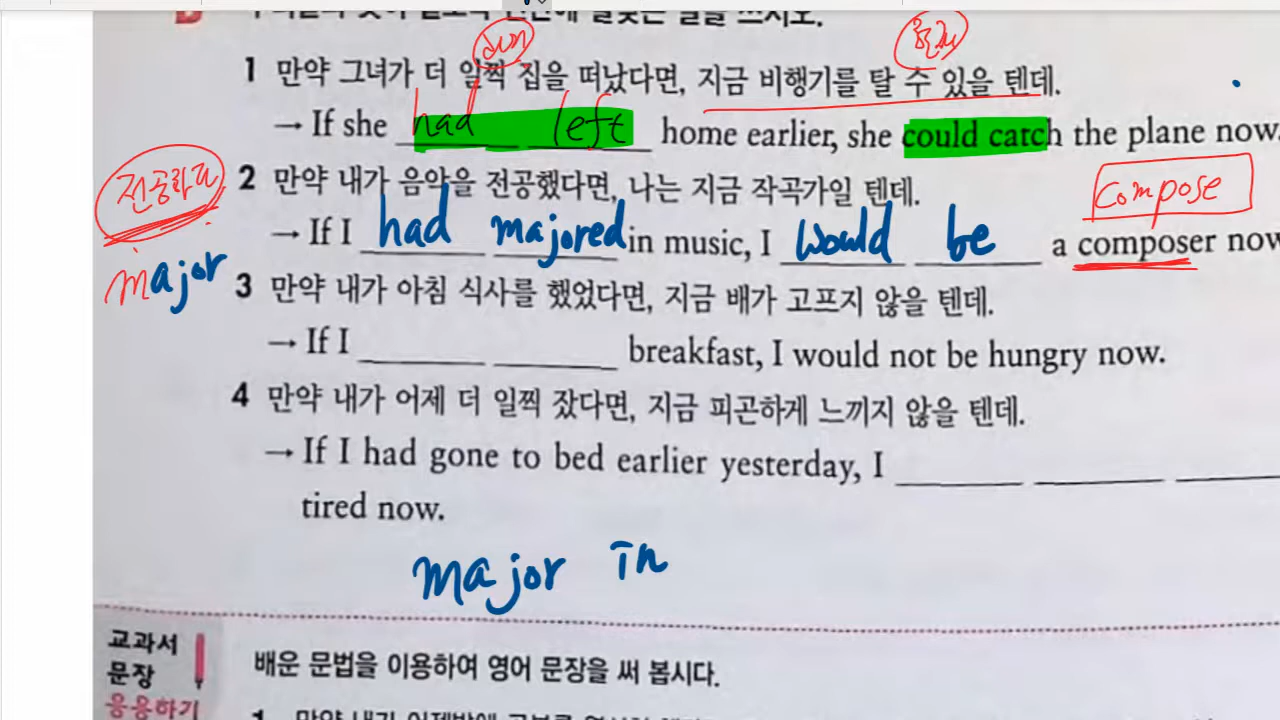 1 만약 그녀가 더 일찍 집을 떠났다면, 지금 비행기를 탈 수 있을 텐데.
→ If she had left home earlier, she could catch the plane now.
전공하다
2 만약 내가 음악을 전공했다면, 나는 지금 작곡가일 텐데.
compose
→ If I had majored in music, I would be a composer now
major
3 만약 내가 아침 식사를 했었다면, 지금 배가 고프지 않을 텐데.
→ If I ______ ______ breakfast, I would not be hungry now.
4 만약 내가 어제 더 일찍 잤다면, 지금 피곤하게 느끼지 않을 텐데.
→ If I had gone to bed earlier yesterday, I ______ ______ ______
tired now.
major in
교과서
문장
응용하기
배운 문법을 이용하여 영어 문장을 써 봅시다.